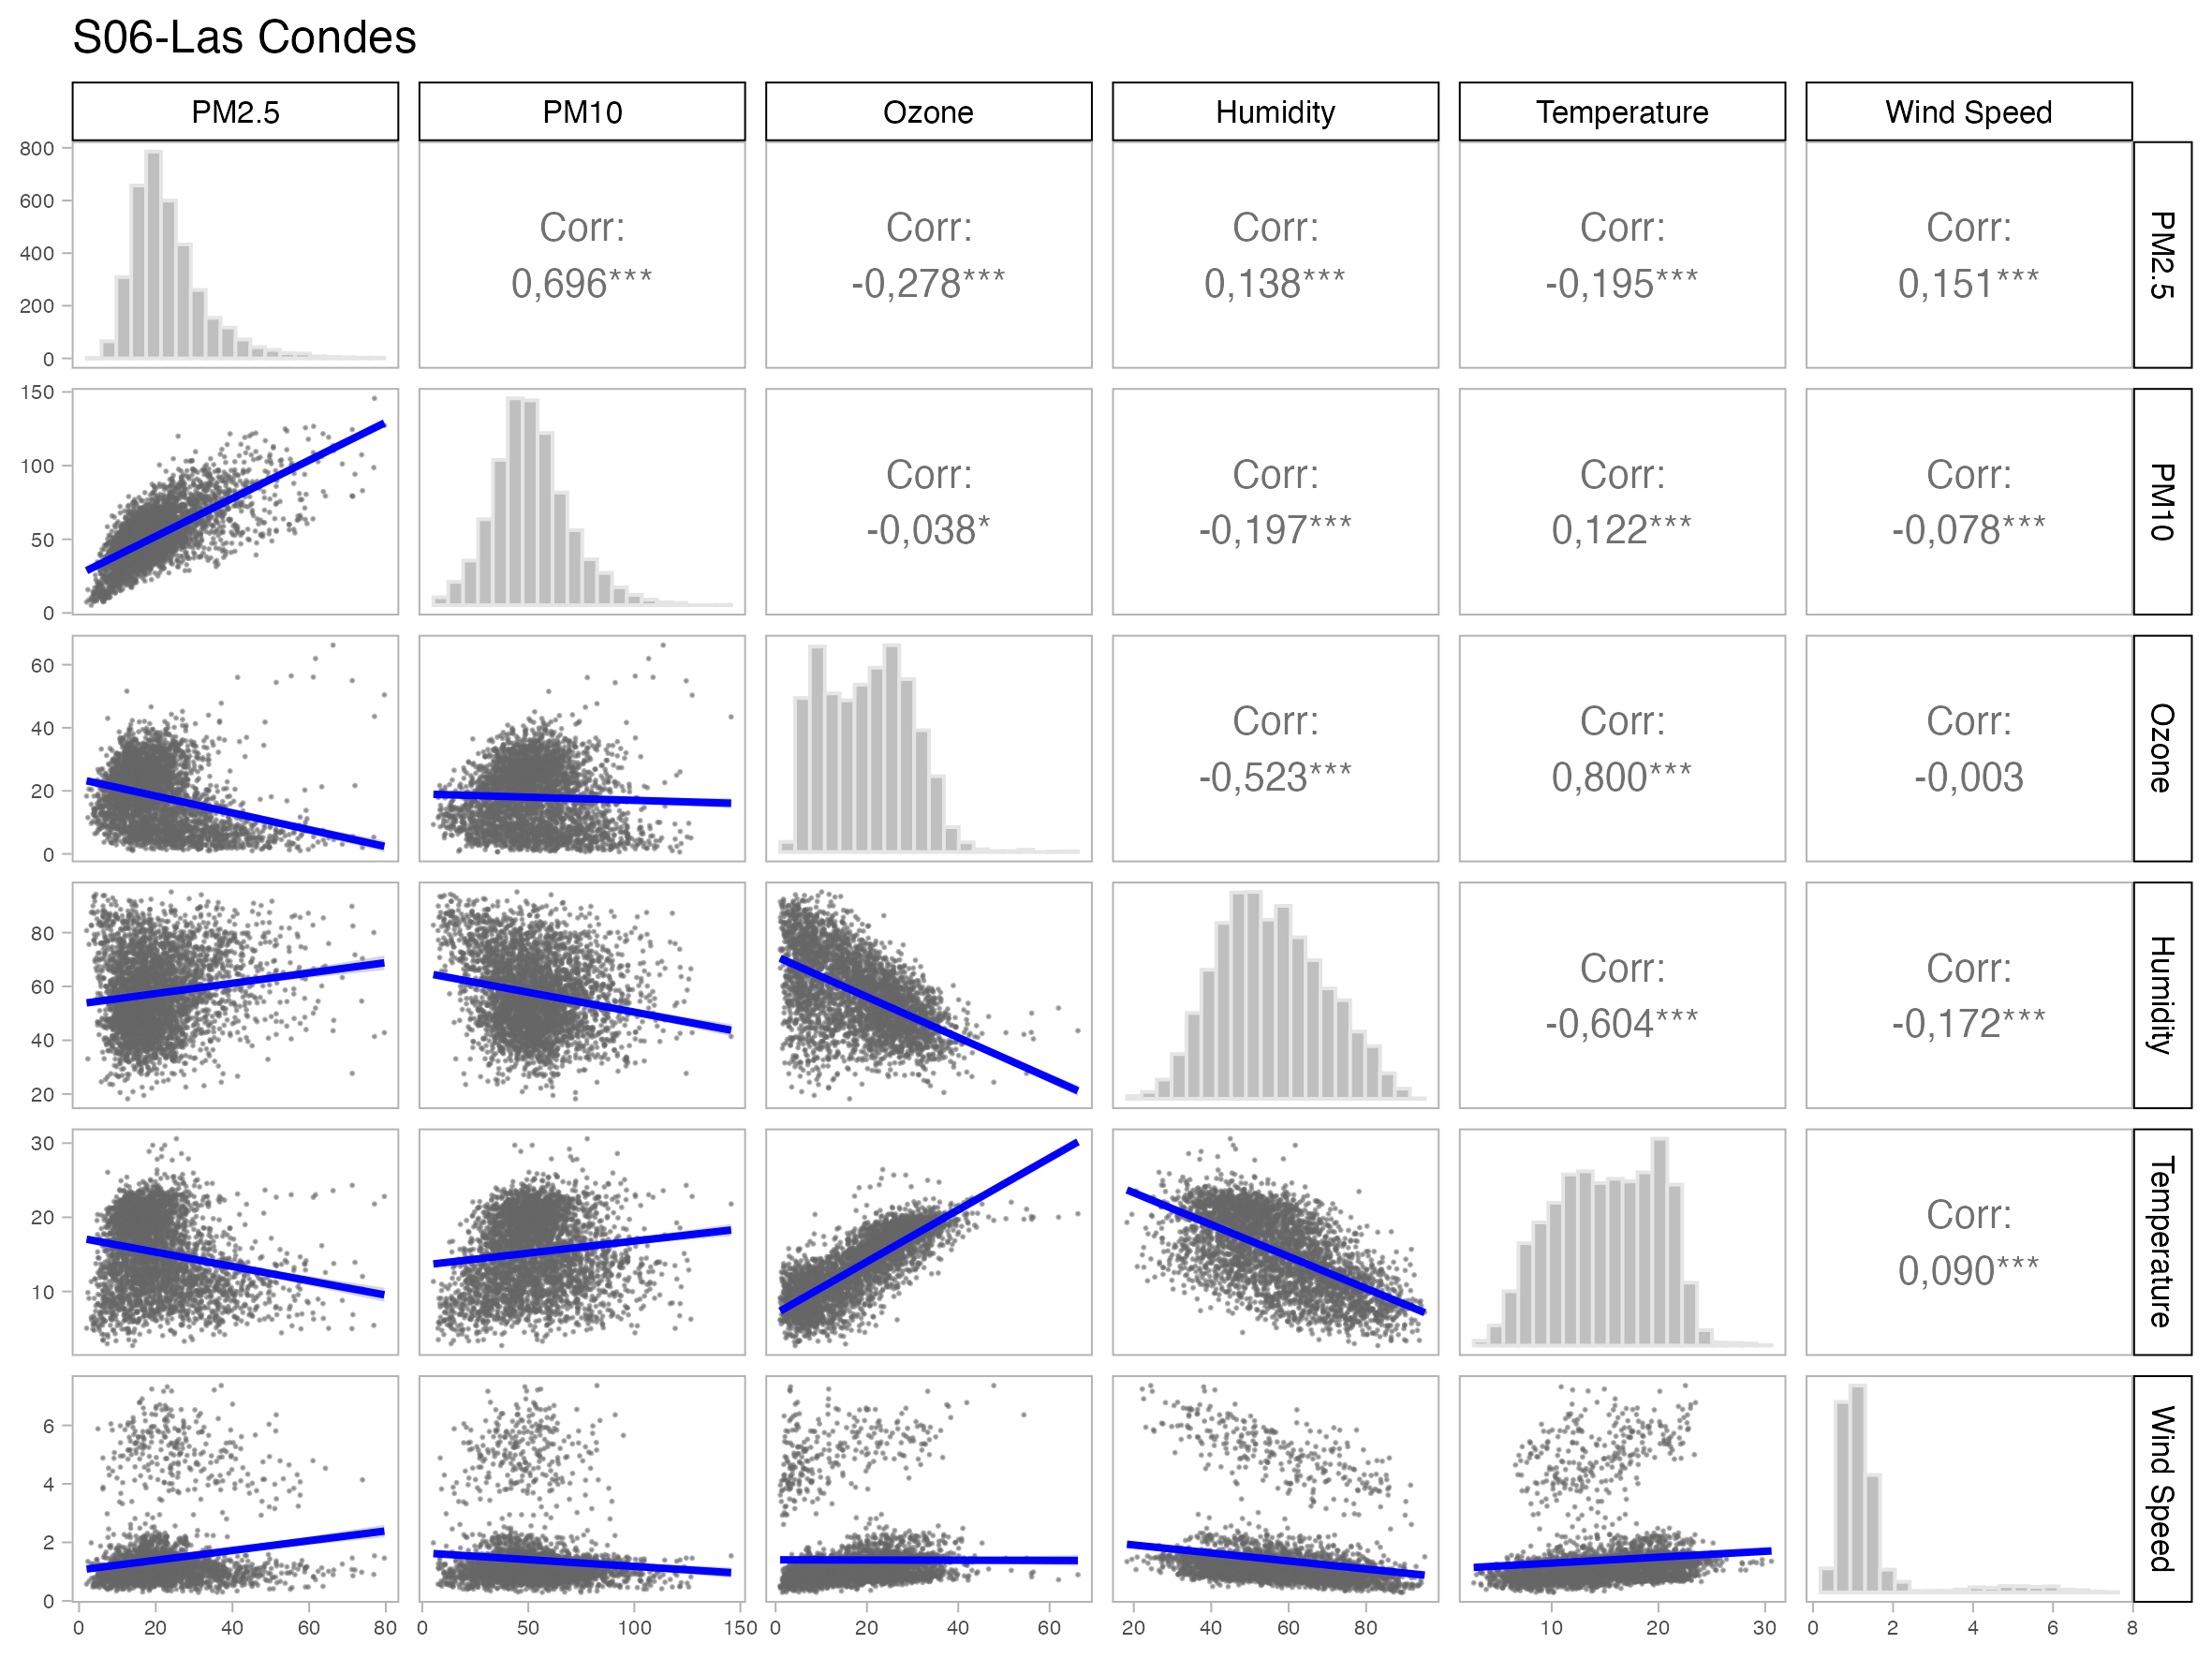 S06-Las Condes
PM2.5 PM10 Ozone Humidity Temperature Wind Speed
800
600
400
200
0
Corr:
0,696***
Corr:
-0,278***
Corr:
0,138***
Corr:
-0,195***
Corr:
0,151***
PM2.5
150
100
50
0
Corr:
-0,038*
Corr:
-0,197***
Corr:
0,122***
Corr:
-0,078***
PM10
60
40
20
0
Corr:
-0,523***
Corr:
0,800***
Corr:
-0,003
Ozone
80
60
40
20
Corr:
-0,604***
Corr:
-0,172***
Humidity
30
20
10
Corr:
0,090***
Temperature
6
4
2
0
Wind Speed
0 20 40 60 80 0 50 100 150 0 20 40 60 20 40 60 80 10 20 30 0 2 4 6 8